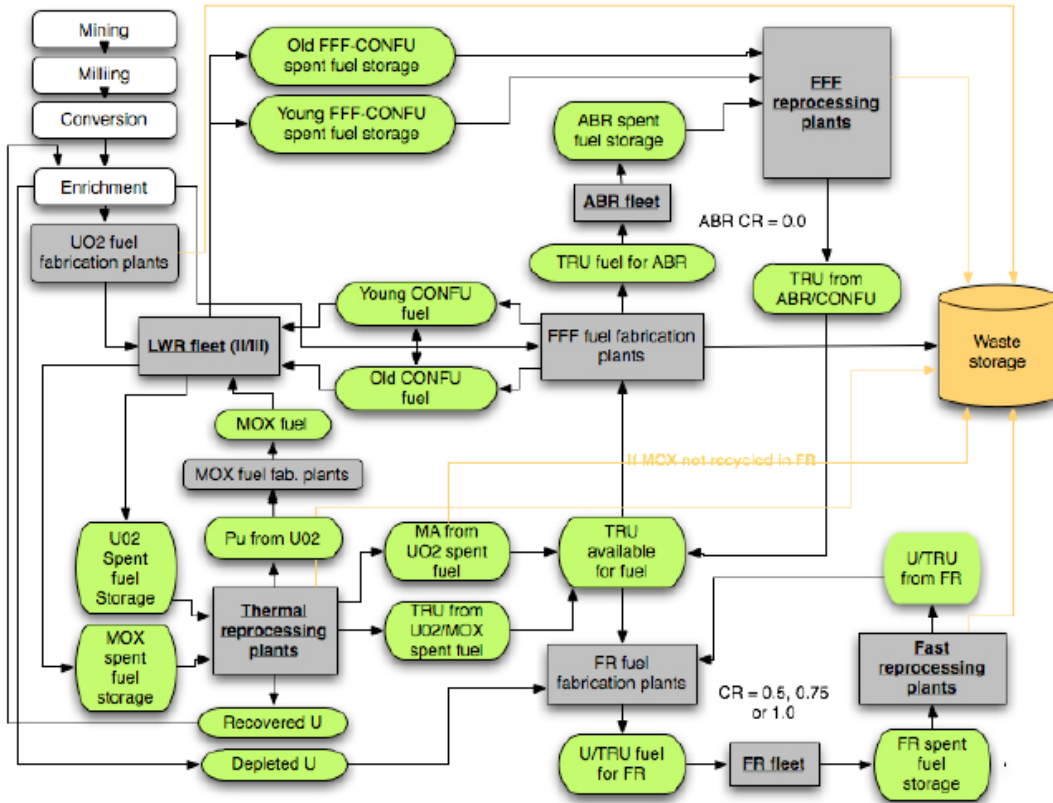 Mining
Milliing
Conversion
Enrichment
UO2 fuel
fabrication plants
Old FFF-CONFU
spent fuel storage
Young FFF-CONFU
spent fuel storage
ABR spent
fuel storage
ABR fleet
TRU fuel for ABR
FFF
reprocessing
plants
ABR CR = 0.0
TRU from
ABR/CONFU
Young CONFU
fuel
Old CONFU
fuel
FFF fuel fabrication
plants
Waste
storage
LWR fleet (II/III)
MOX fuel
MOX fuel fab. plants
Pu from U02
If MOX not recycled in FR
U02
Spent
fuel
Storage
MOX
spent
fuel
storage
Thermal
reprocessing
plants
MA from
UO2 spent
fuel
TRU from
U02/MOX
spent fuel
TRU
available
for fuel
U/TRU
from FR
Fast
reprocessing
plants
FR fuel
fabrication plants
CR = 0.5, 0.75
or 1.0
Recovered U
Depleted U
U/TRU fuel
for FR
FR fleet
FR spent
fuel
storage